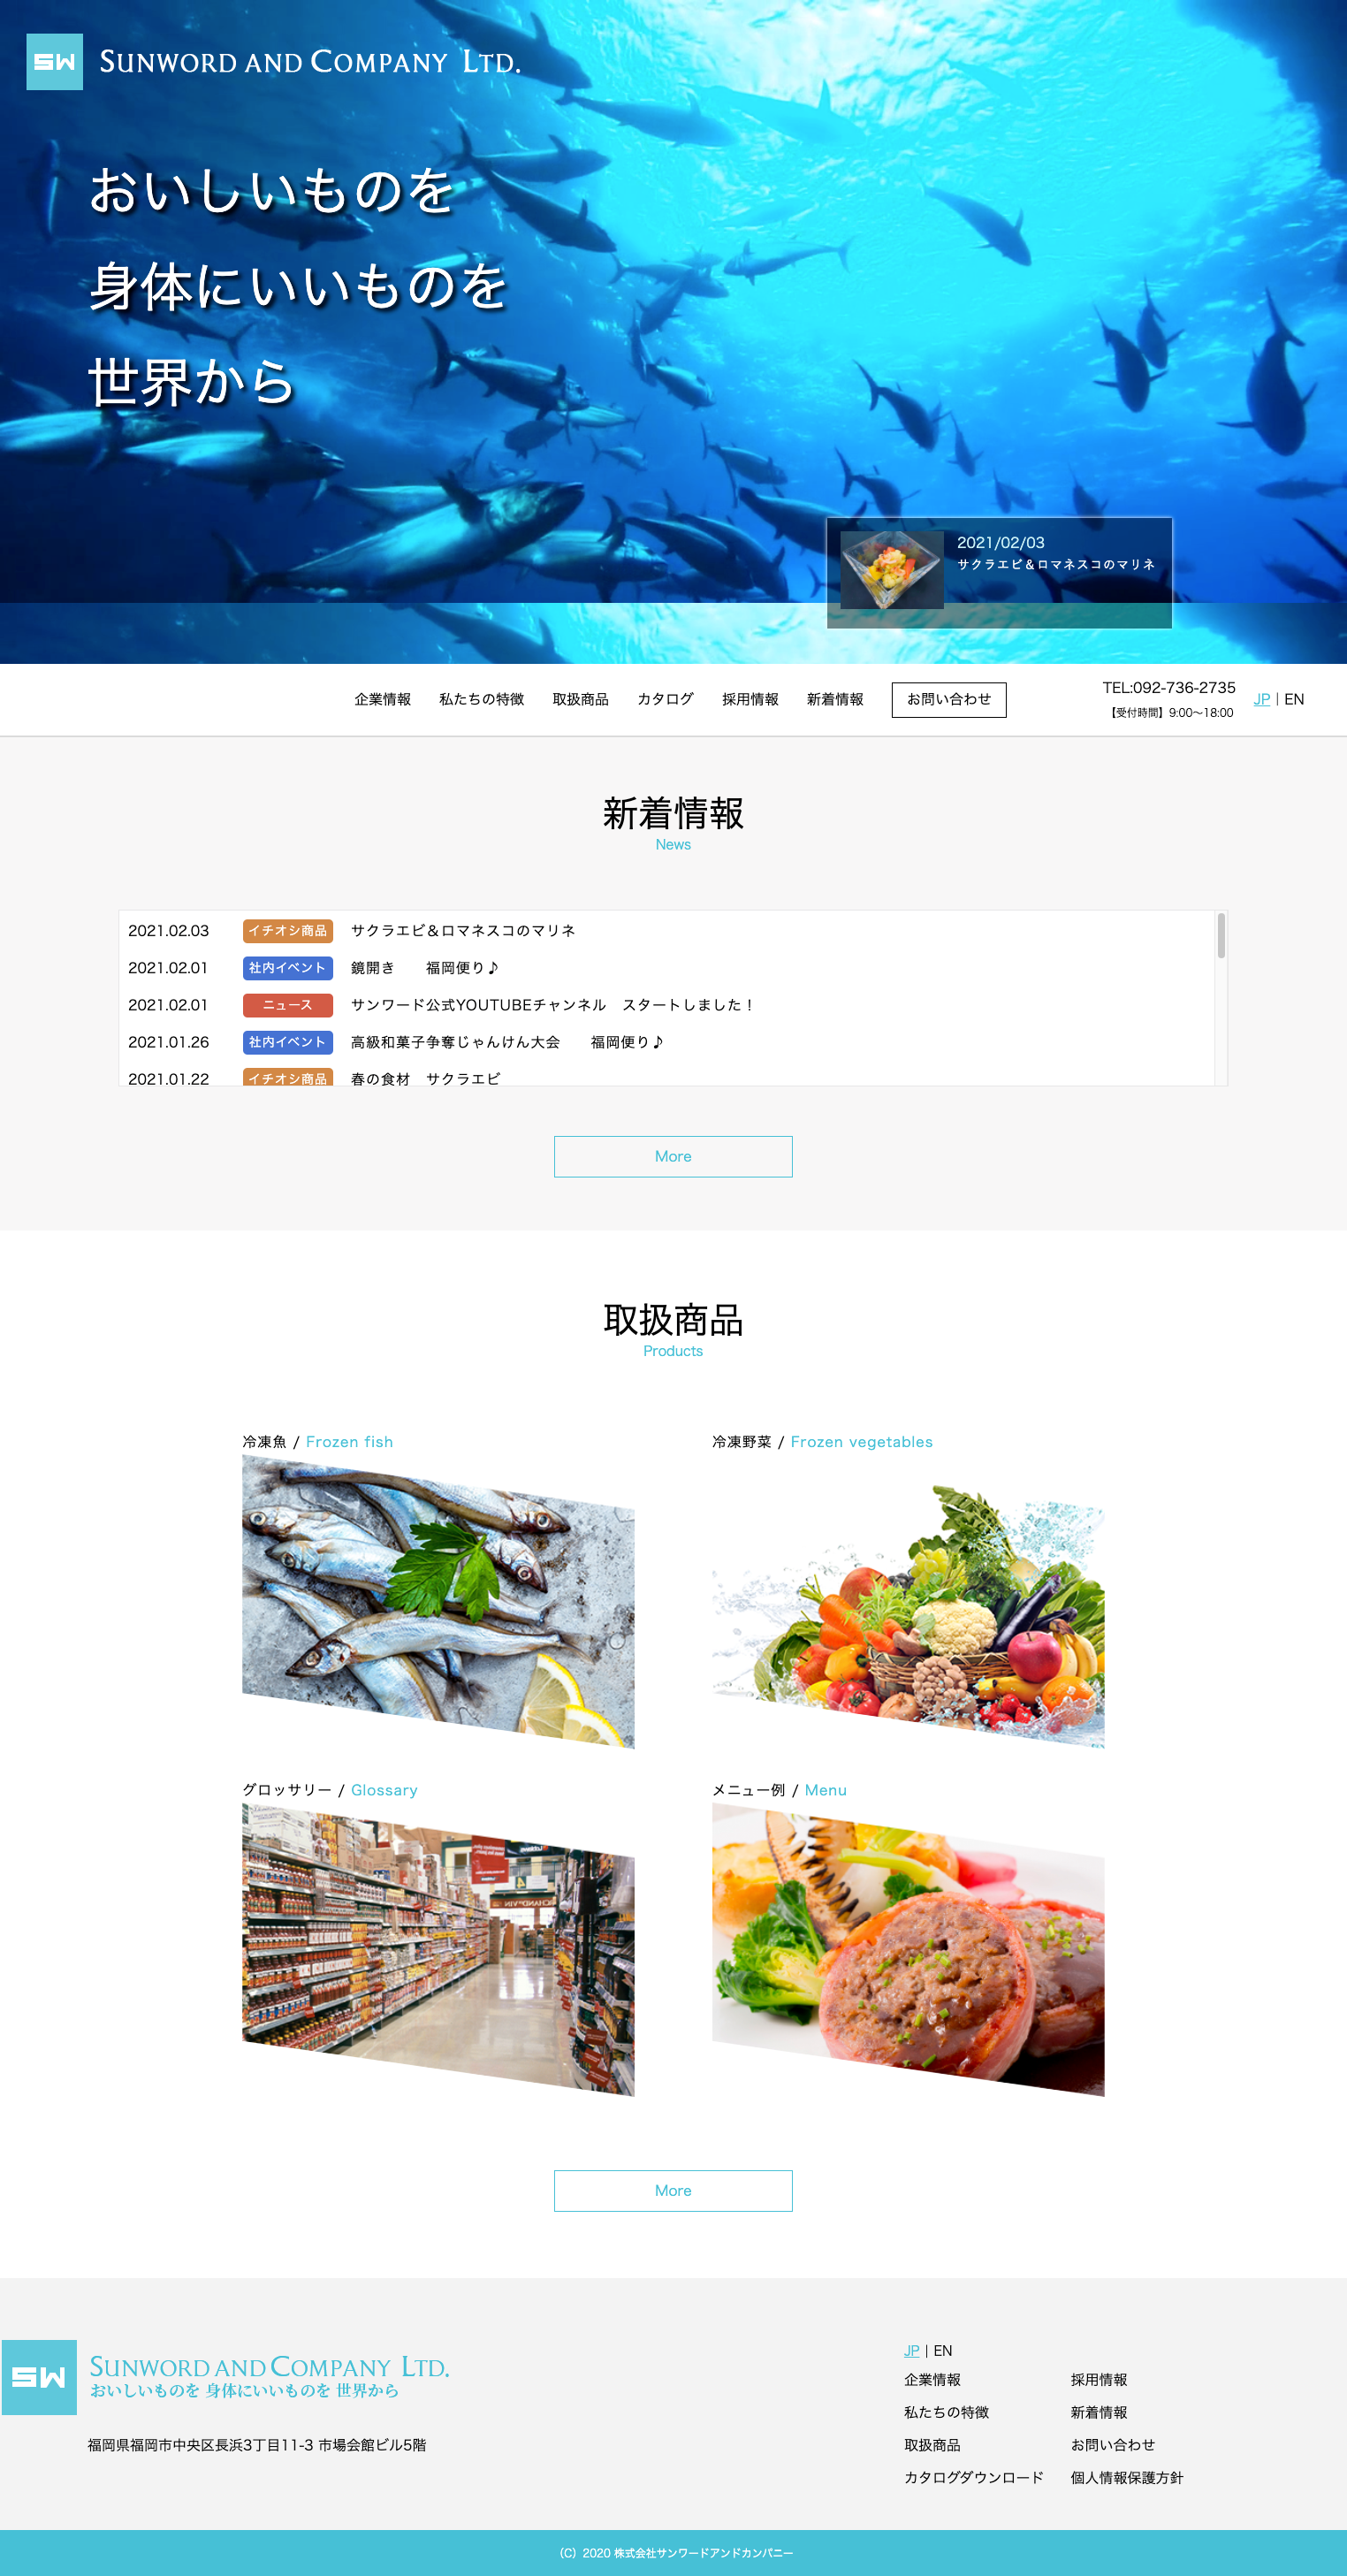 SW SUNWORD AND COMPANY LTD.
おいしいものを
身体にいいものを
世界から
2021/02/03
サクラエビ＆ロマネスコのマリネ
企業情報 私たちの特徴 取扱商品 カタログ 採用情報 新着情報 お問い合わせ TEL:092-736-2735 JP｜EN
【受付時間】9:00〜18:00
新着情報
News
2021.02.03 イチオシ商品 サクラエビ＆ロマネスコのマリネ
2021.02.01 社内イベント 鏡開き　　福岡便り♪
2021.02.01 ニュース サンワード公式YOUTUBEチャンネル　スタートしました！
2021.01.26 社内イベント 高級和菓子争奪じゃんけん大会　　福岡便り♪
2021.01.22 イチオシ商品 春の食材　サクラエビ
More
取扱商品
Products
冷凍魚 / Frozen fish
冷凍野菜 / Frozen vegetables
グロッサリー / Glossary
メニュー例 / Menu
More
SW SUNWORD AND COMPANY LTD.
おいしいものを 身体にいいものを 世界から
福岡県福岡市中央区長浜3丁目11-3 市場会館ビル5階
JP｜EN
企業情報 採用情報
私たちの特徴 新着情報
取扱商品 お問い合わせ
カタログダウンロード 個人情報保護方針
（C）2020 株式会社サンワードアンドカンパニー